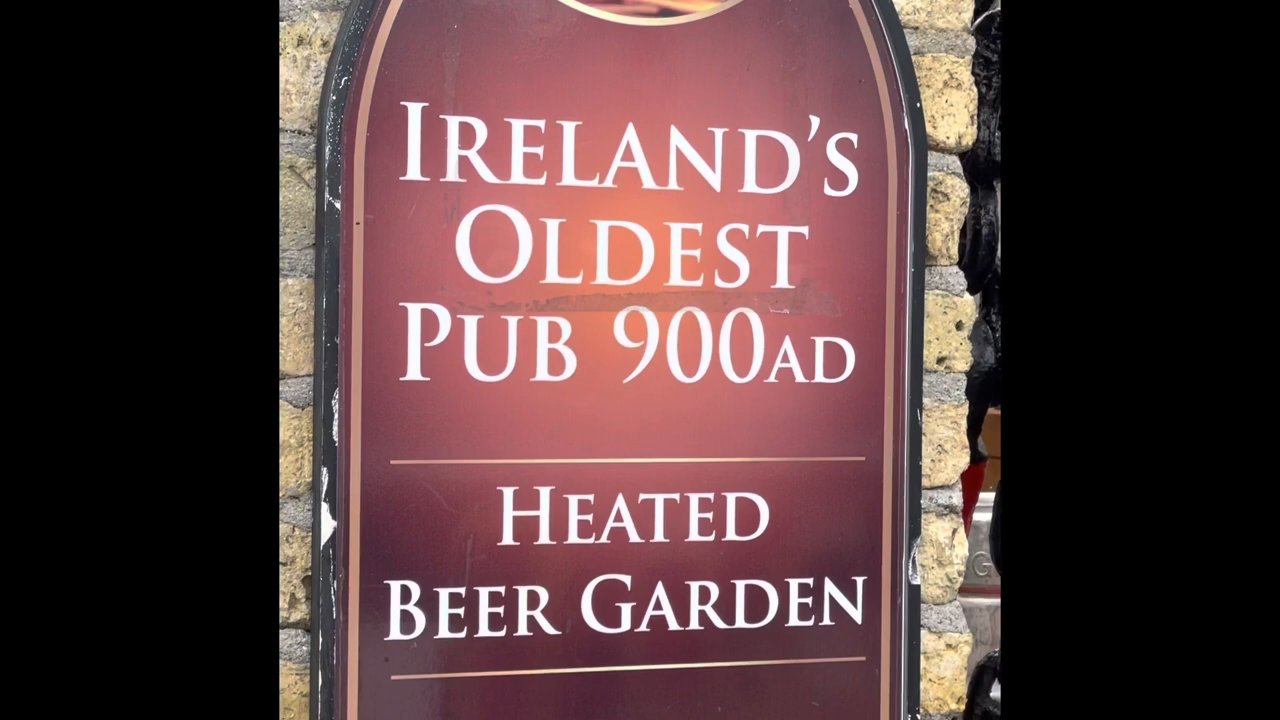 IRELAND'S
OLDEST
PUB 900AD
HEATED
BEER GARDEN